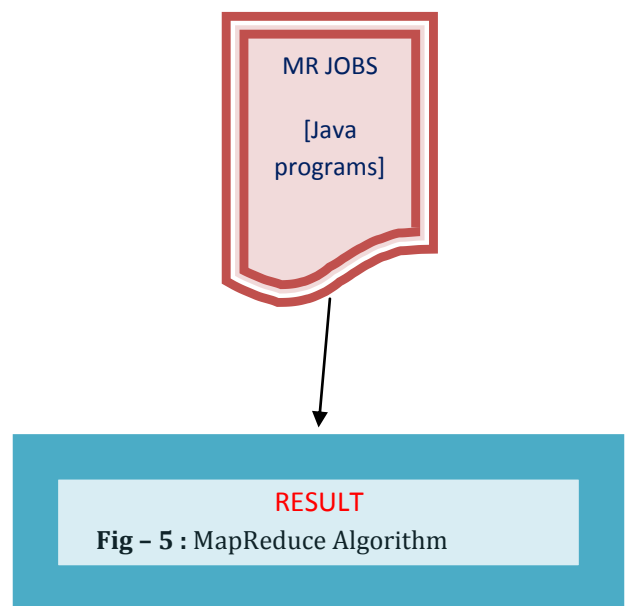 MR JOBS
[Java
programs]
RESULT
Fig – 5 : MapReduce Algorithm